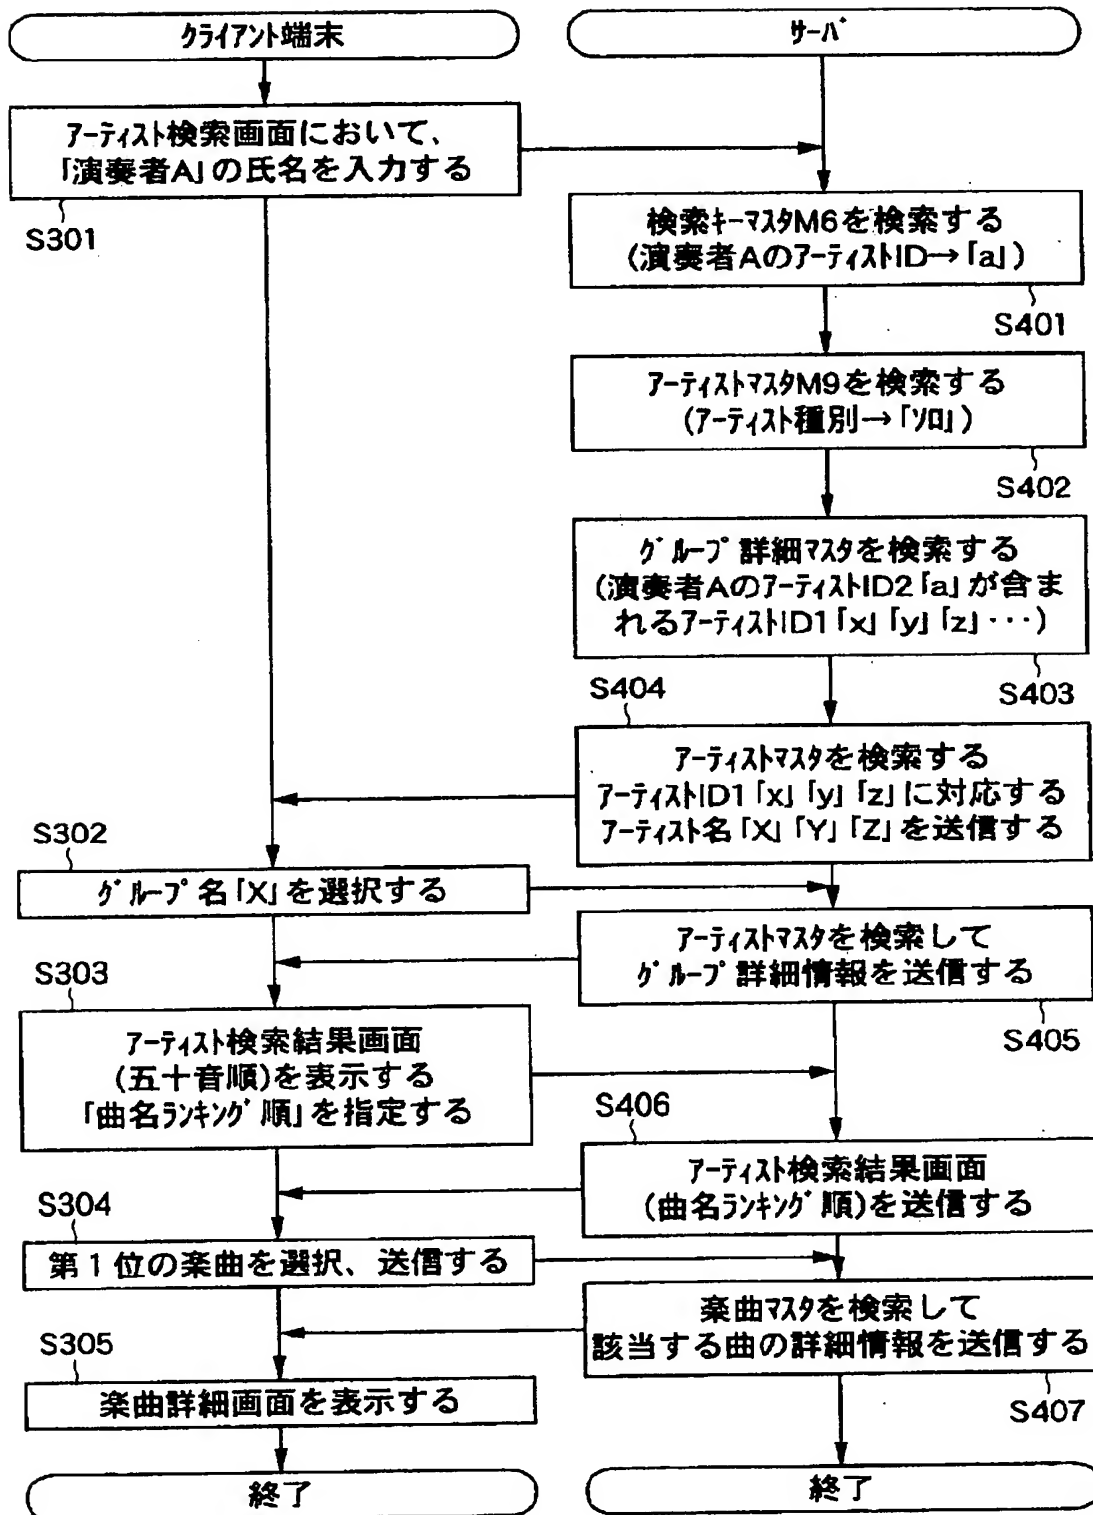 クライアント端末
サーバ
アーティスト検索画面において、
「演奏者A」の氏名を入力する
S301
検索キーマスタM6を検索する
(演奏者AのアーティストID→「a」)
S401
アーティストマスタM9を検索する
(アーティスト種別→「ソロ」)
S402
グループ詳細マスタを検索する
(演奏者AのアーティストID2「a」が含ま
れるアーティストID1「x」「y」「z」・・・)
S403
S404
アーティストマスタを検索する
アーティストID1「x」「y」「z」に対応する
アーティスト名「X」「Y」「Z」を送信する
S302
グループ名「X」を選択する
アーティストマスタを検索して
グループ詳細情報を送信する
S405
S303
アーティスト検索結果画面
(五十音順)を表示する
「曲名ランキング順」を指定する
S406
アーティスト検索結果画面
(曲名ランキング順)を送信する
S304
第1位の楽曲を選択、送信する
楽曲マスタを検索して
該当する曲の詳細情報を送信する
S407
S305
楽曲詳細画面を表示する
終了
終了